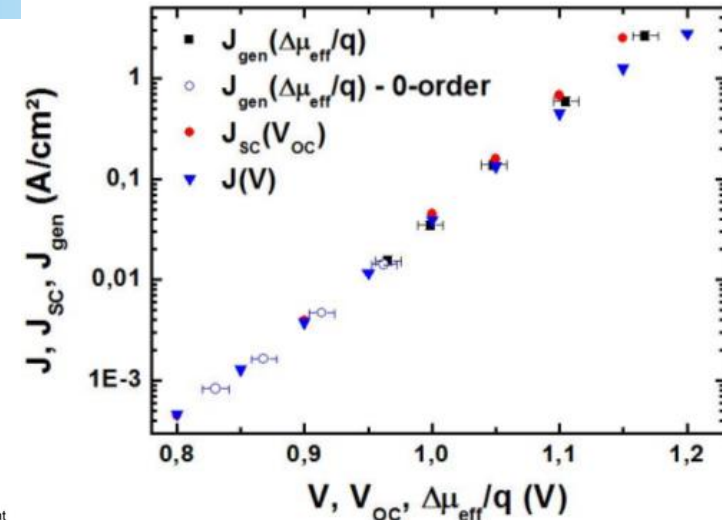 J_gen(Δμ_eff/q)
J_gen(Δμ_eff/q) - 0-order
J_SC(V_OC)
J(V)
J, J_SC, J_gen (A/cm²)
1
0,1
0,01
1E-3
0,8 0,9 1,0 1,1 1,2
V, V_OC, Δμ_eff/q (V)
nt